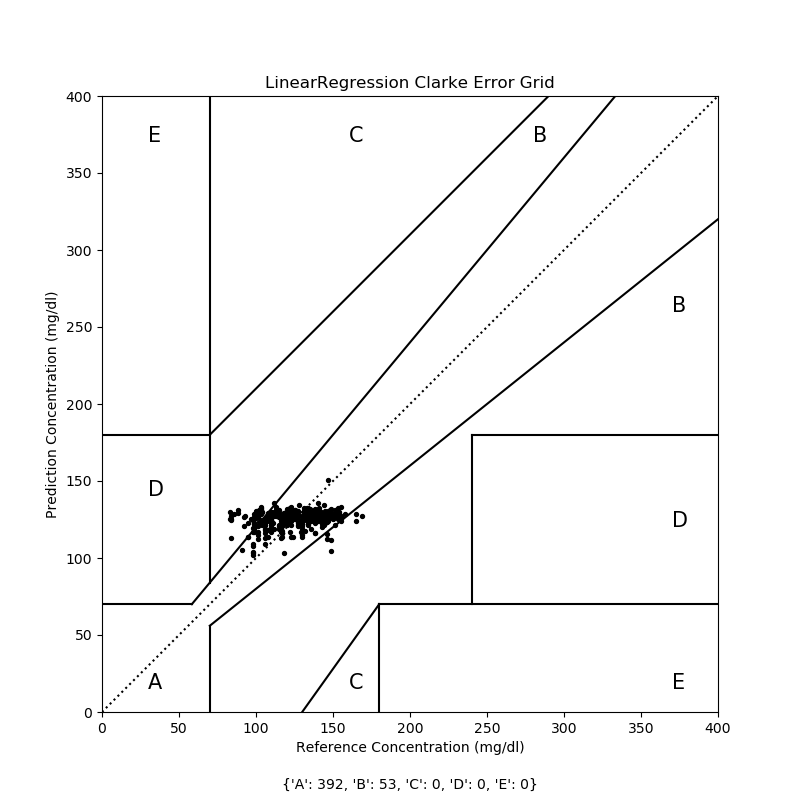 LinearRegression Clarke Error Grid
400
350
300
250
200
150
100
50
0
Prediction Concentration (mg/dl)
E
C
B
B
D
D
A
C
E
0
50
100
150
200
250
300
350
400
Reference Concentration (mg/dl)
{'A': 392, 'B': 53, 'C': 0, 'D': 0, 'E': 0}